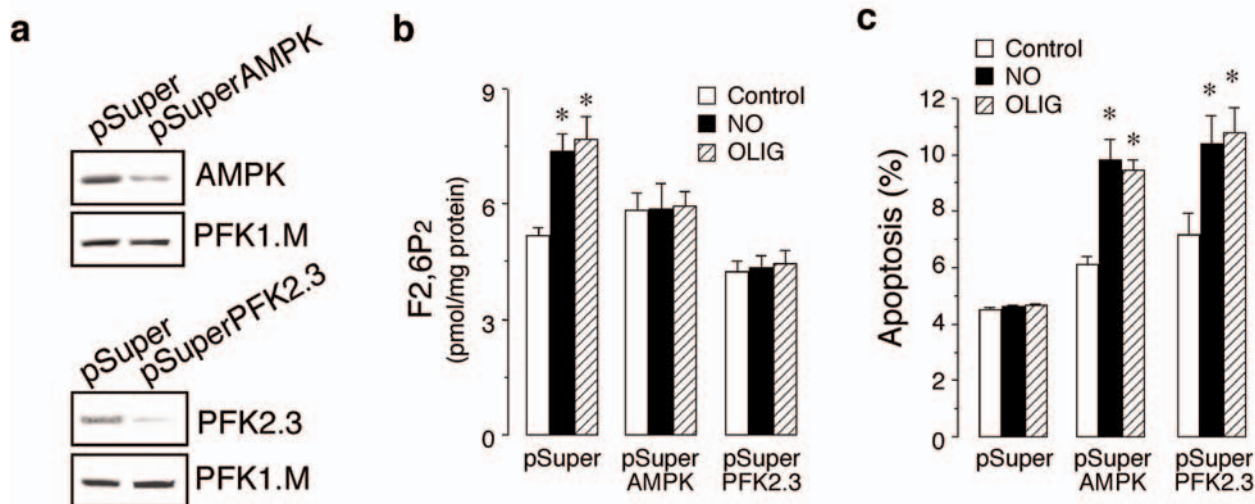 a
pSuper
pSuperAMPK
AMPK
PFK1.M
pSuper
pSuperPFK2.3
PFK2.3
PFK1.M
b
F2,6P2
(pmol/mg protein)
9
6
3
0
Control
NO
OLIG
* *
pSuper
pSuper
AMPK
pSuper
PFK2.3
c
Control
NO
OLIG
Apoptosis (%)
12
10
8
6
4
2
0
* *
* *
pSuper
pSuper
AMPK
pSuper
PFK2.3